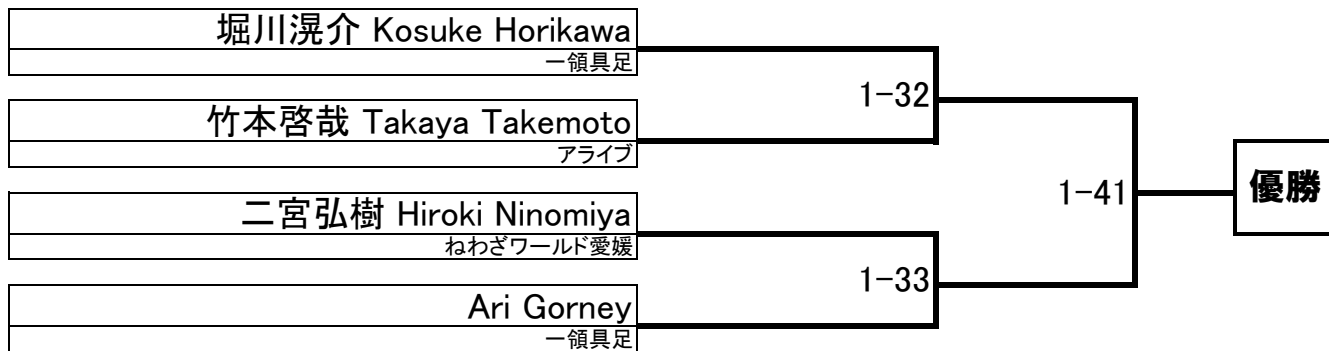 堀川滉介 Kosuke Horikawa
一領具足
1-32
竹本啓哉 Takaya Takemoto
アライブ
1-41
優勝
二宮弘樹 Hiroki Ninomiya
ねわざワールド愛媛
1-33
Ari Gorney
一領具足